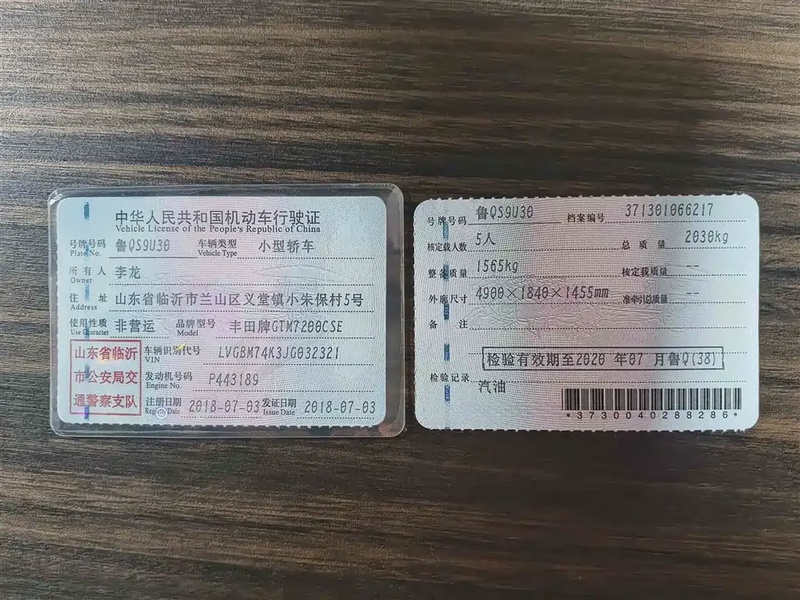 中华人民共和国机动车行驶证
Vehicle License of the People's Republic of China
号牌号码 鲁QS9U30 车辆类型 小型轿车
Plate No. Vehicle Type
所有人 李龙
Owner
住址 山东省临沂市兰山区义堂镇小朱保村5号
Address
使用性质 非营运 品牌型号 丰田牌GTM7200CSE
Use Character Model
山东省临沂
市公安局交
通警察支队
车辆识别代号 LVGBM74K3JG032321
VIN
发动机号码 P443189
Engine No.
注册日期 2018-07-03 发证日期 2018-07-03
Register Date Issue Date
号牌号码 鲁QS9U30 档案编号 371301066217
核定载人数 5人 总质量 2030kg
整备质量 1565kg 核定载质量 --
外廓尺寸 4900×1840×1455mm 准牵引总质量 --
备注
检验有效期至2020 年07 月鲁Q(38)
检验记录
汽油
*3730040288286*